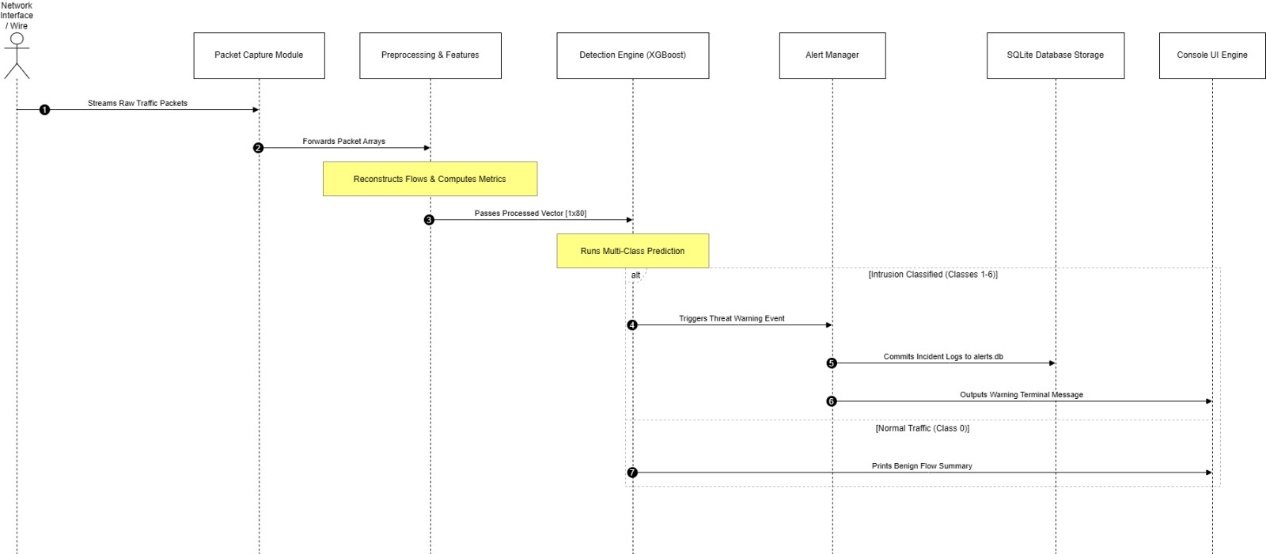 Network
Interface
/ Wire
Packet Capture Module
Preprocessing & Features
Detection Engine (XGBoost)
Alert Manager
SQLite Database Storage
Console UI Engine
1 Streams Raw Traffic Packets
2 Forwards Packet Arrays
Reconstructs Flows & Computes Metrics
3 Passes Processed Vector [1x80]
Runs Multi-Class Prediction
alt [Intrusion Classified (Classes 1-6)]
4 Triggers Threat Warning Event
5 Commits Incident Logs to alerts.db
6 Outputs Warning Terminal Message
[Normal Traffic (Class 0)]
7 Prints Benign Flow Summary